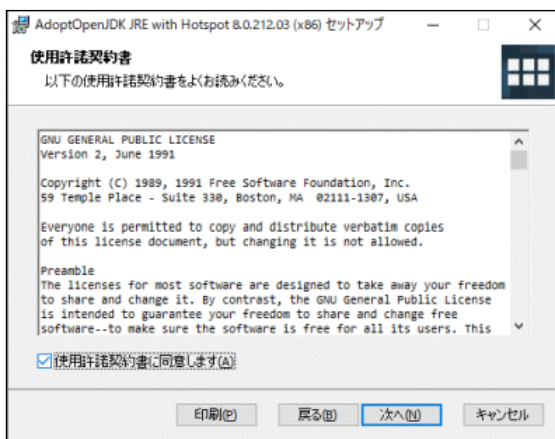 AdoptOpenJDK JRE with Hotspot 8.0.212.03 (x86) セットアップ
使用許諾契約書
以下の使用許諾契約書をよくお読みください。
GNU GENERAL PUBLIC LICENSE
Version 2, June 1991
Copyright (C) 1989, 1991 Free Software Foundation, Inc.
59 Temple Place - Suite 330, Boston, MA  02111-1307, USA
Everyone is permitted to copy and distribute verbatim copies
of this license document, but changing it is not allowed.
Preamble
The licenses for most software are designed to take away your freedom
to share and change it. By contrast, the GNU General Public License
is intended to guarantee your freedom to share and change free
software--to make sure the software is free for all its users. This
使用許諾契約書に同意します(A)
印刷(P) 戻る(B) 次へ(N) キャンセル